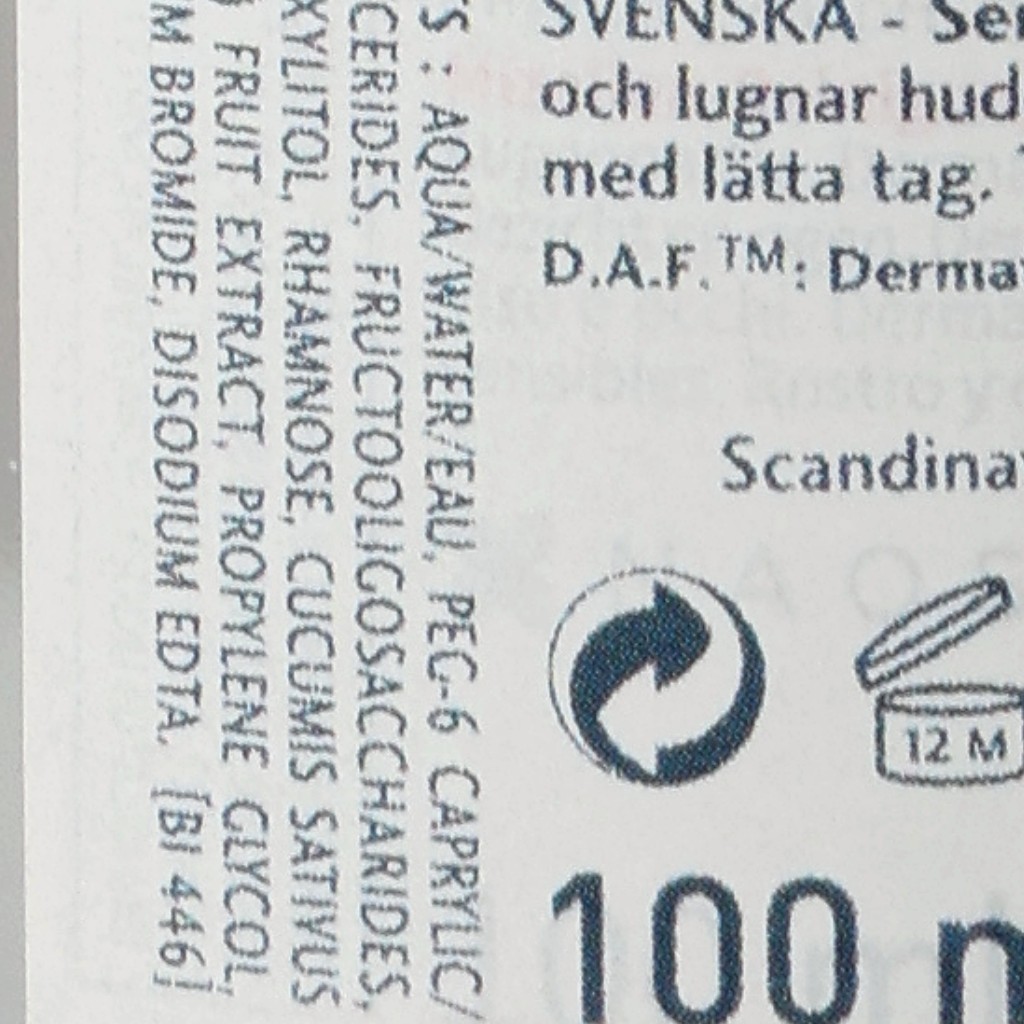 S : AQUA/WATER/EAU, PEG-6 CAPRYLIC/
CERIDES, FRUCTOOLIGOSACCHARIDES,
XYLITOL, RHAMNOSE, CUCUMIS SATIVUS
FRUIT EXTRACT, PROPYLENE GLYCOL,
M BROMIDE, DISODIUM EDTA. [BI 446]
SVENSKA - Sen
och lugnar hud
med lätta tag.
D.A.F.™: Derma
Scandina
12 M
100